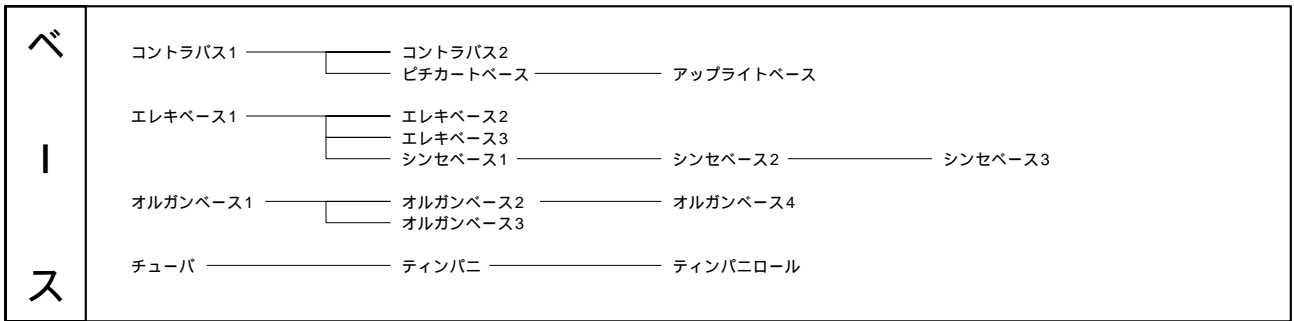 ベース
コントラバス1 コントラバス2
ピチカートベース アップライトベース
エレキベース1 エレキベース2
エレキベース3
シンセベース1 シンセベース2 シンセベース3
オルガンベース1 オルガンベース2 オルガンベース4
オルガンベース3
チューバ ティンパニ ティンパニロール